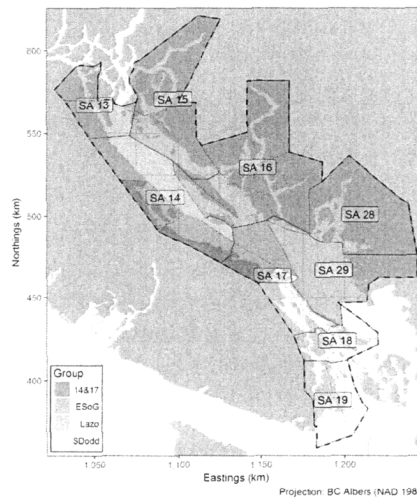 600
SA 13
SA 15
550
SA 16
SA 14
500
SA 28
SA 17
SA 29
450
SA 18
400
SA 19
Group
14&17
ESoG
Lazo
SDodd
1 050
1 100
1 150
1 200
Northings (km)
Eastings (km)
Projection: BC Albers (NAD 198